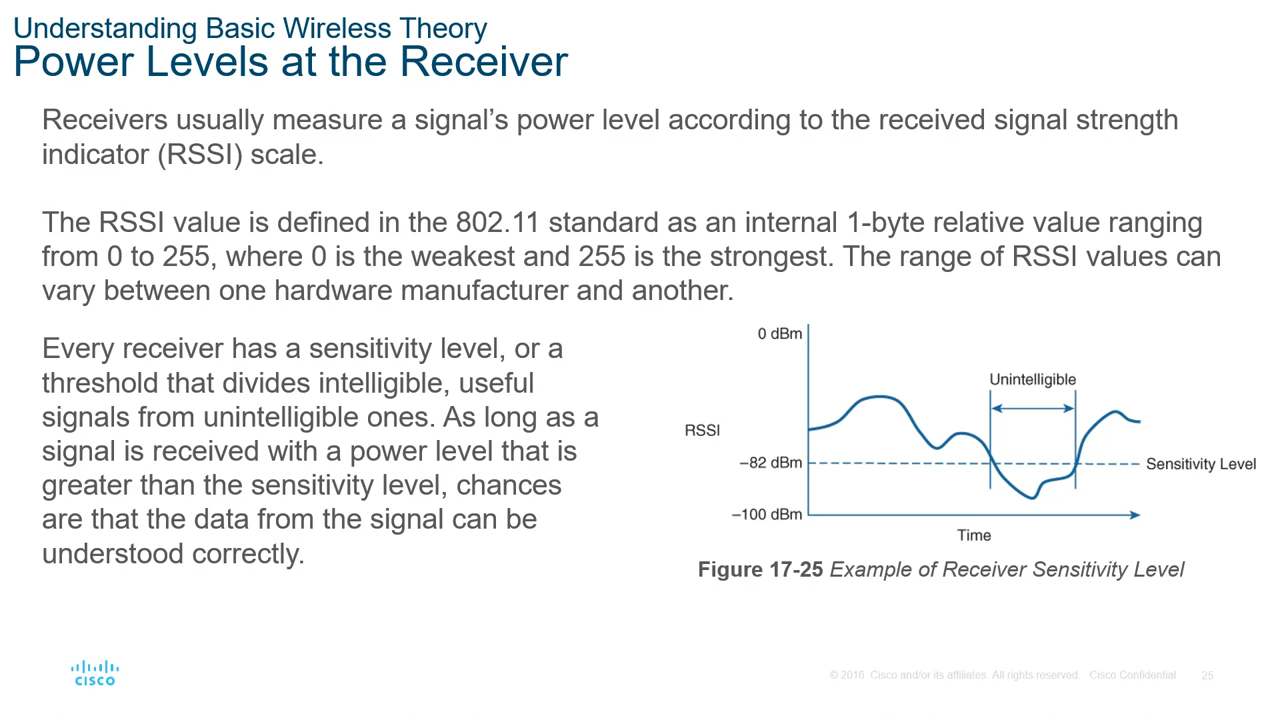 Understanding Basic Wireless Theory
Power Levels at the Receiver
Receivers usually measure a signal’s power level according to the received signal strength
indicator (RSSI) scale.
The RSSI value is defined in the 802.11 standard as an internal 1-byte relative value ranging
from 0 to 255, where 0 is the weakest and 255 is the strongest. The range of RSSI values can
vary between one hardware manufacturer and another.
Every receiver has a sensitivity level, or a
threshold that divides intelligible, useful
signals from unintelligible ones. As long as a
signal is received with a power level that is
greater than the sensitivity level, chances
are that the data from the signal can be
understood correctly.
0 dBm
Unintelligible
RSSI
–82 dBm
Sensitivity Level
–100 dBm
Time
Figure 17-25 Example of Receiver Sensitivity Level
CISCO
© 2016 Cisco and/or its affiliates. All rights reserved. Cisco Confidential
25